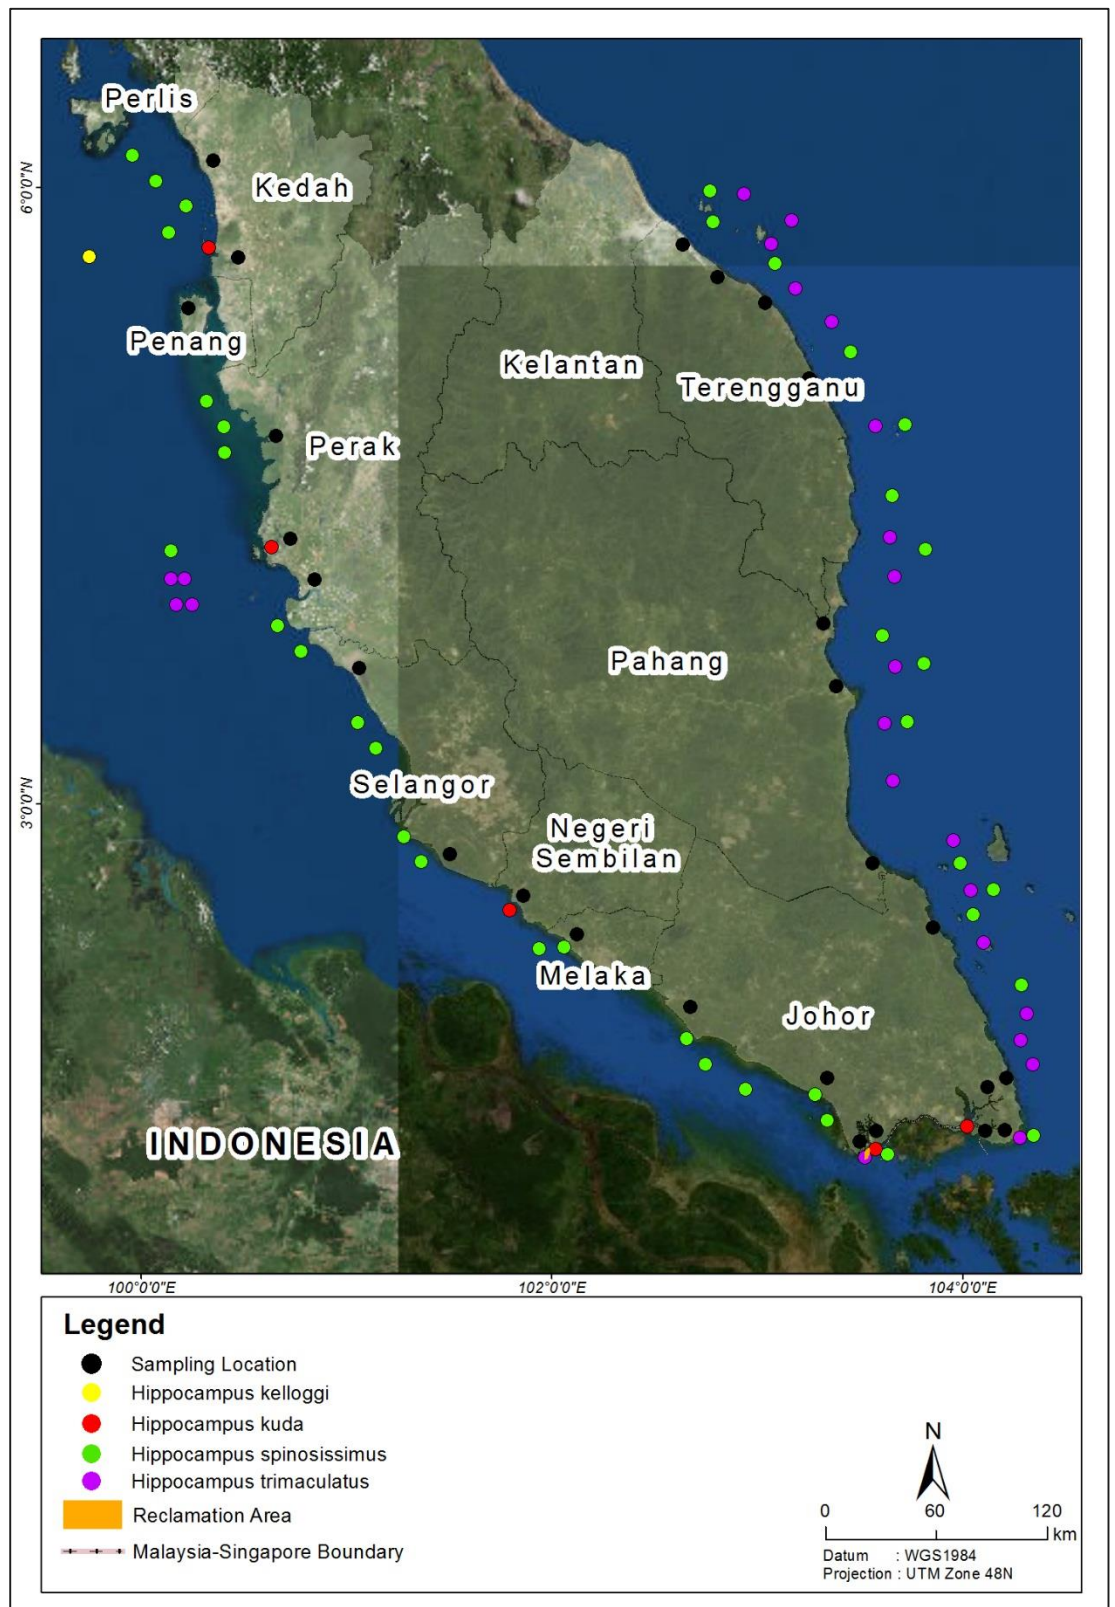 Perlis
6°0'0"N
Kedah
Penang
Kelantan
Terengganu
Perak
Pahang
3°0'0"N
Selangor
Negeri
Sembilan
Melaka
Johor
INDONESIA
100°0'0"E
102°0'0"E
104°0'0"E
Legend
Sampling Location
Hippocampus kelloggi
Hippocampus kuda
Hippocampus spinosissimus
Hippocampus trimaculatus
Reclamation Area
Malaysia-Singapore Boundary
N
0 60 120
km
Datum : WGS1984
Projection : UTM Zone 48N